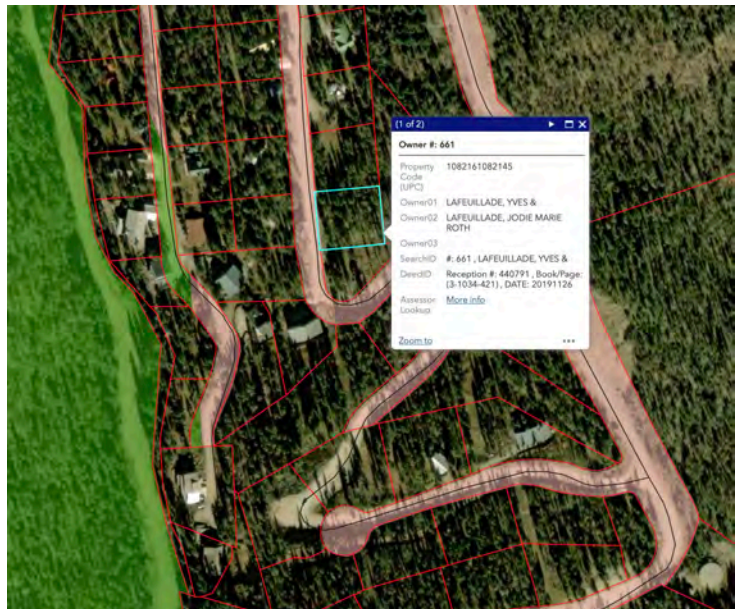 (1 of 2)
Owner #: 661
Property Code (UPC) 1082161082145
Owner01 LAFEUILLADE, YVES &
Owner02 LAFEUILLADE, JODIE MARIE ROTH
Owner03
SearchID #: 661 , LAFEUILLADE, YVES &
DeedID Reception #: 440791 , Book/Page: (3-1034-421) , DATE: 20191126
Assessor Lookup More info
Zoom to